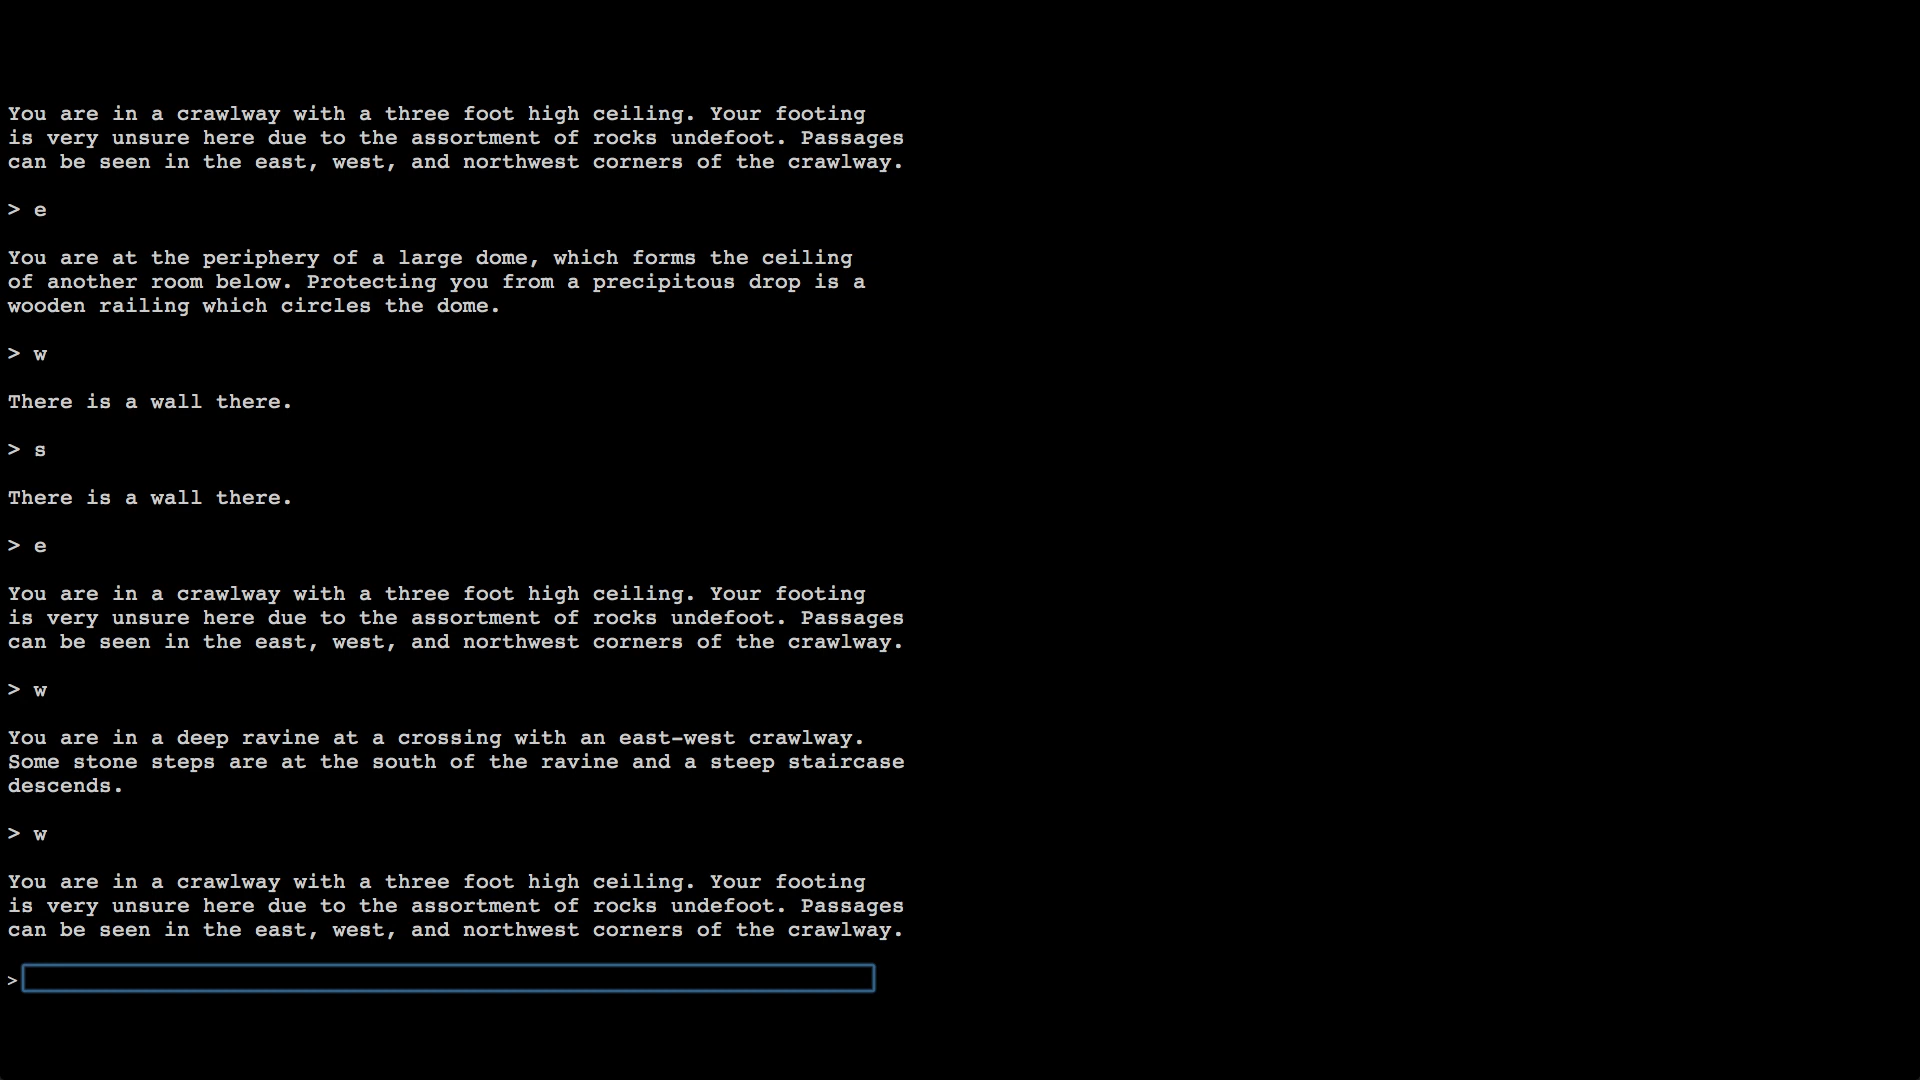 You are in a crawlway with a three foot high ceiling. Your footing
is very unsure here due to the assortment of rocks undefoot. Passages
can be seen in the east, west, and northwest corners of the crawlway.
> e
You are at the periphery of a large dome, which forms the ceiling
of another room below. Protecting you from a precipitous drop is a
wooden railing which circles the dome.
> w
There is a wall there.
> s
There is a wall there.
> e
You are in a crawlway with a three foot high ceiling. Your footing
is very unsure here due to the assortment of rocks undefoot. Passages
can be seen in the east, west, and northwest corners of the crawlway.
> w
You are in a deep ravine at a crossing with an east-west crawlway.
Some stone steps are at the south of the ravine and a steep staircase
descends.
> w
You are in a crawlway with a three foot high ceiling. Your footing
is very unsure here due to the assortment of rocks undefoot. Passages
can be seen in the east, west, and northwest corners of the crawlway.
>